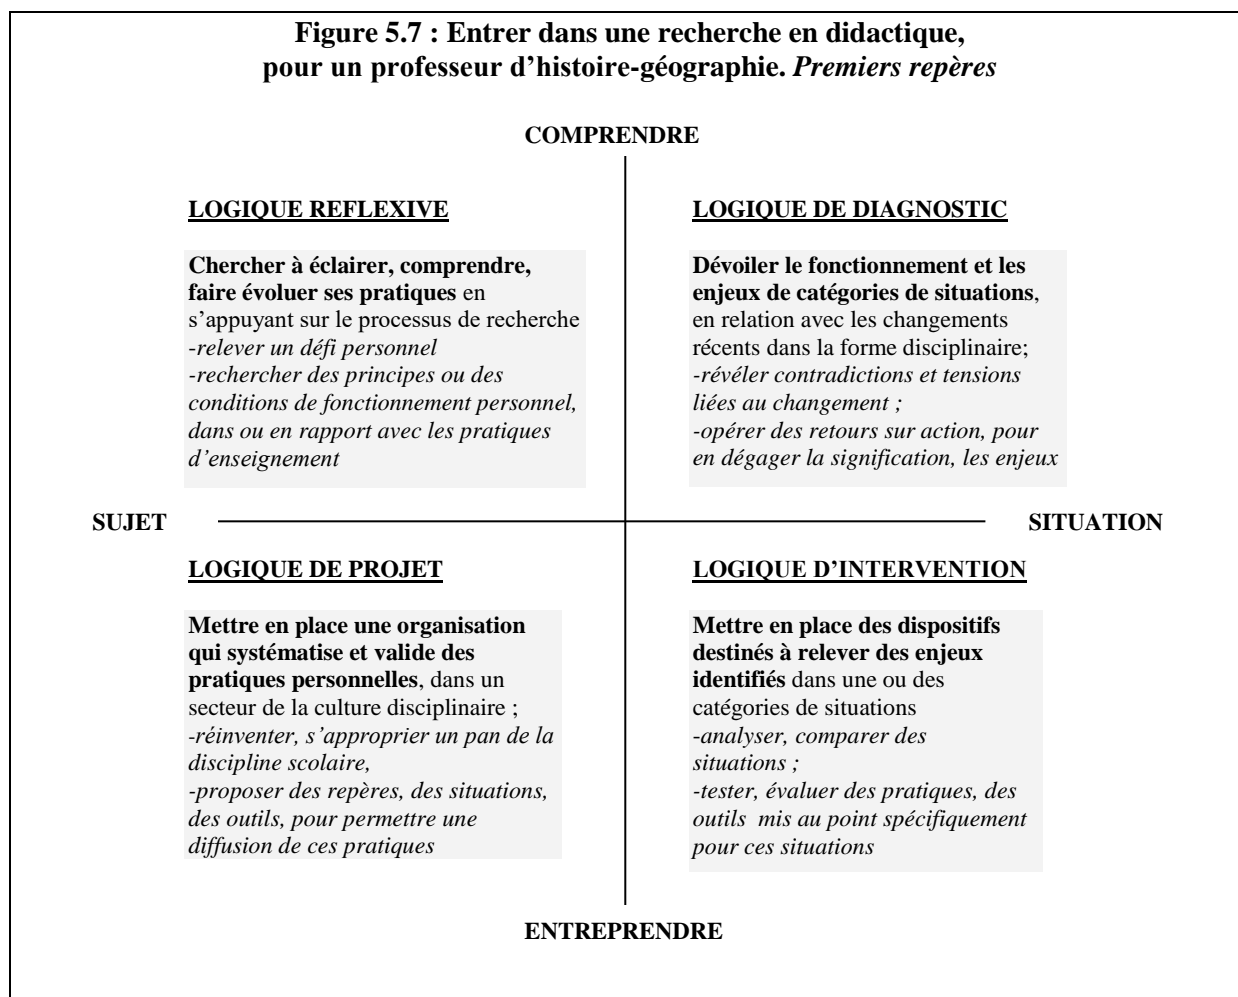 Figure 5.7 : Entrer dans une recherche en didactique,
pour un professeur d'histoire-géographie. Premiers repères
COMPRENDRE
LOGIQUE REFLEXIVE
Chercher à éclairer, comprendre,
faire évoluer ses pratiques en
s'appuyant sur le processus de recherche
-relever un défi personnel
-rechercher des principes ou des
conditions de fonctionnement personnel,
dans ou en rapport avec les pratiques
d'enseignement
LOGIQUE DE DIAGNOSTIC
Dévoiler le fonctionnement et les
enjeux de catégories de situations,
en relation avec les changements
récents dans la forme disciplinaire;
-révéler contradictions et tensions
liées au changement ;
-opérer des retours sur action, pour
en dégager la signification, les enjeux
SUJET
SITUATION
LOGIQUE DE PROJET
Mettre en place une organisation
qui systématise et valide des
pratiques personnelles, dans un
secteur de la culture disciplinaire ;
-réinventer, s'approprier un pan de la
discipline scolaire,
-proposer des repères, des situations,
des outils, pour permettre une
diffusion de ces pratiques
LOGIQUE D'INTERVENTION
Mettre en place des dispositifs
destinés à relever des enjeux
identifiés dans une ou des
catégories de situations
-analyser, comparer des
situations ;
-tester, évaluer des pratiques, des
outils mis au point spécifiquement
pour ces situations
ENTREPRENDRE